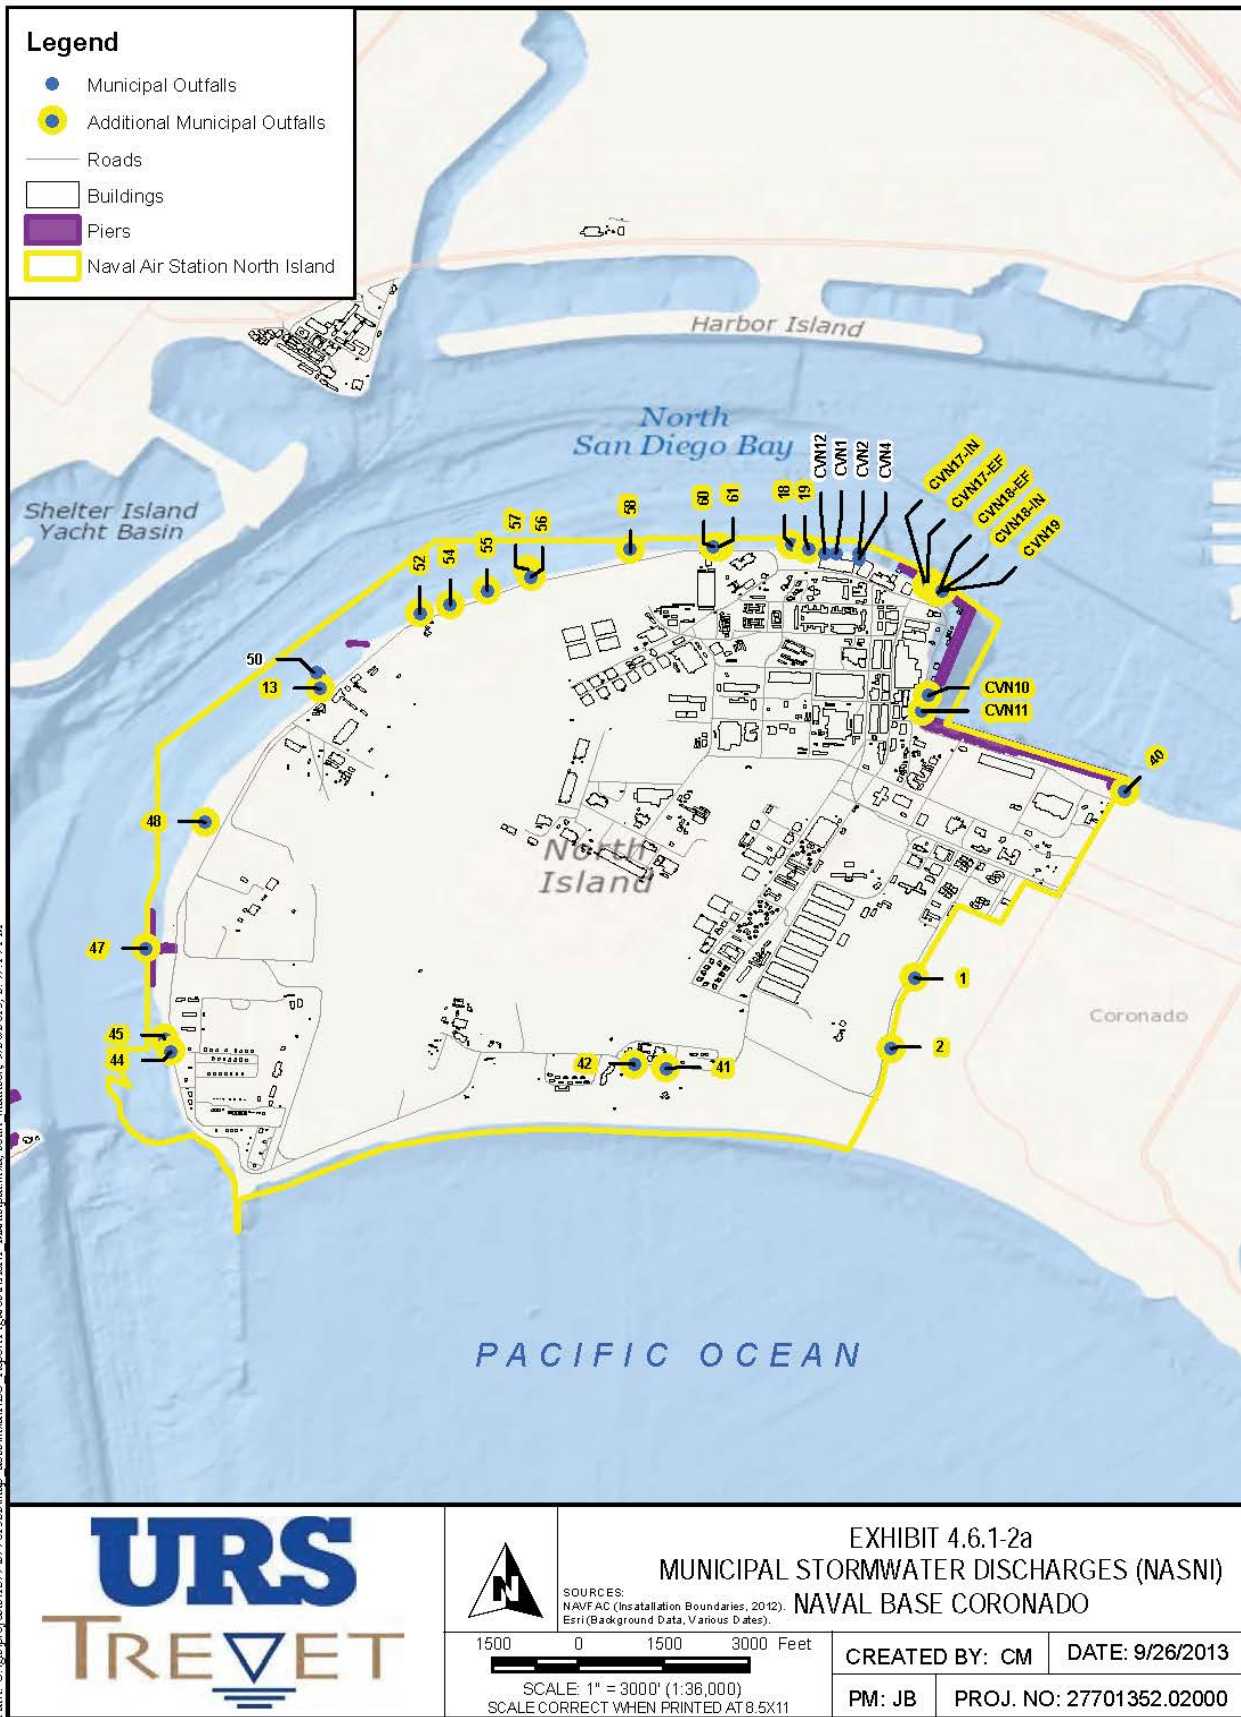 Legend
Municipal Outfalls
Additional Municipal Outfalls
Roads
Buildings
Piers
Naval Air Station North Island
Harbor Island
North
San Diego Bay
Shelter Island
Yacht Basin
CVN12
CVN1
CVN2
CVN4
CVN17-IN
CVN17-EF
CVN18-EF
CVN18-IN
CVN19
52
54
55
57
56
58
60
61
18
19
50
13
CVN10
CVN11
40
48
North
Island
47
1
Coronado
45
44
2
42
41
PACIFIC OCEAN
URS
TREVET
N
EXHIBIT 4.6.1-2a
MUNICIPAL STORMWATER DISCHARGES (NASNI)
NAVAL BASE CORONADO
SOURCES:
NAVFAC (Insatallation Boundaries, 2012).
Esri (Background Data, Various Dates).
1500 0 1500 3000 Feet
SCALE: 1" = 3000' (1:36,000)
SCALE CORRECT WHEN PRINTED AT 8.5X11
CREATED BY: CM
DATE: 9/26/2013
PM: JB
PROJ. NO: 27701352.02000